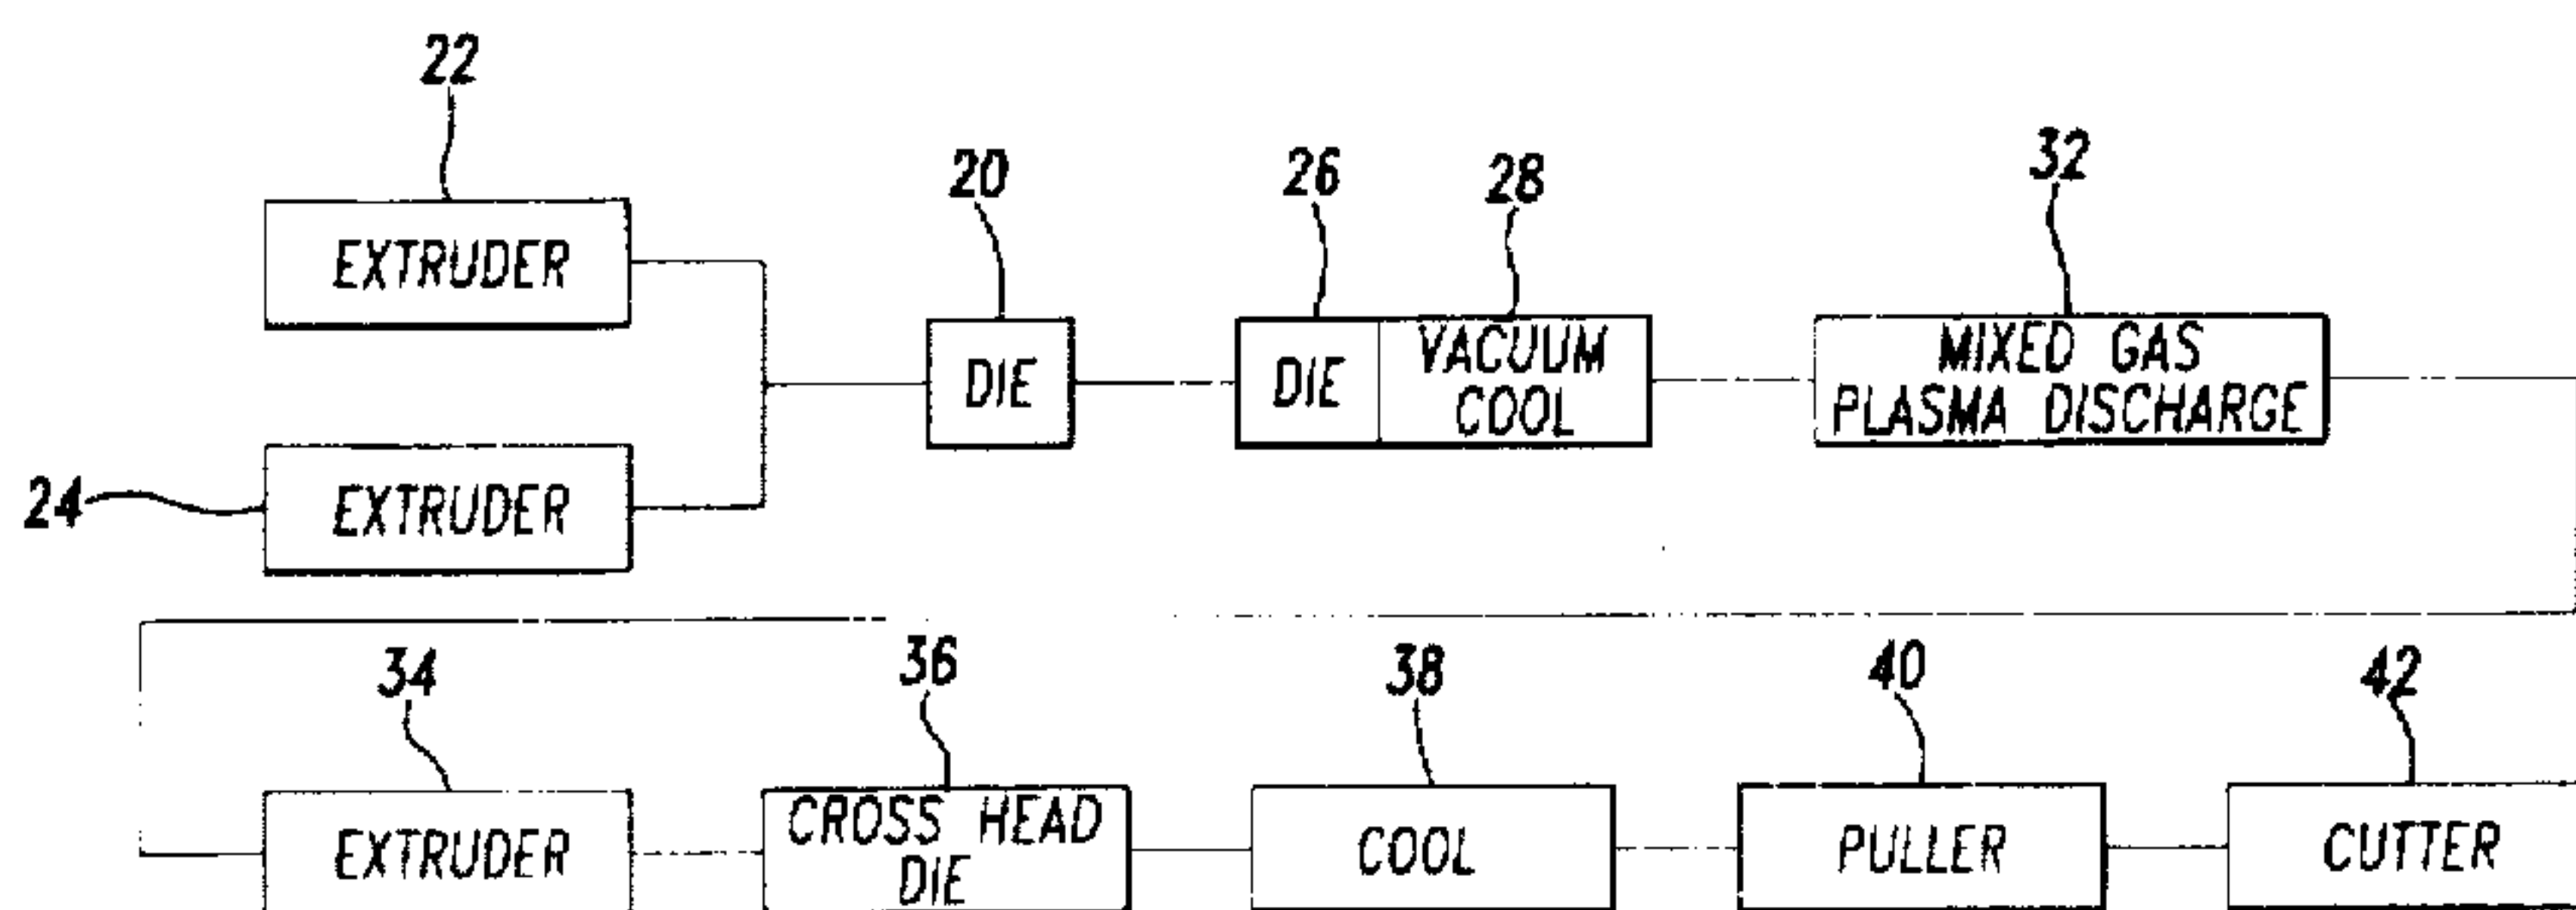 22
20
26
28
32
EXTRUDER
DIE
DIE
VACUUM
COOL
MIXED GAS
PLASMA DISCHARGE
24
EXTRUDER
34
36
38
40
42
EXTRUDER
CROSS HEAD
DIE
COOL
PULLER
CUTTER